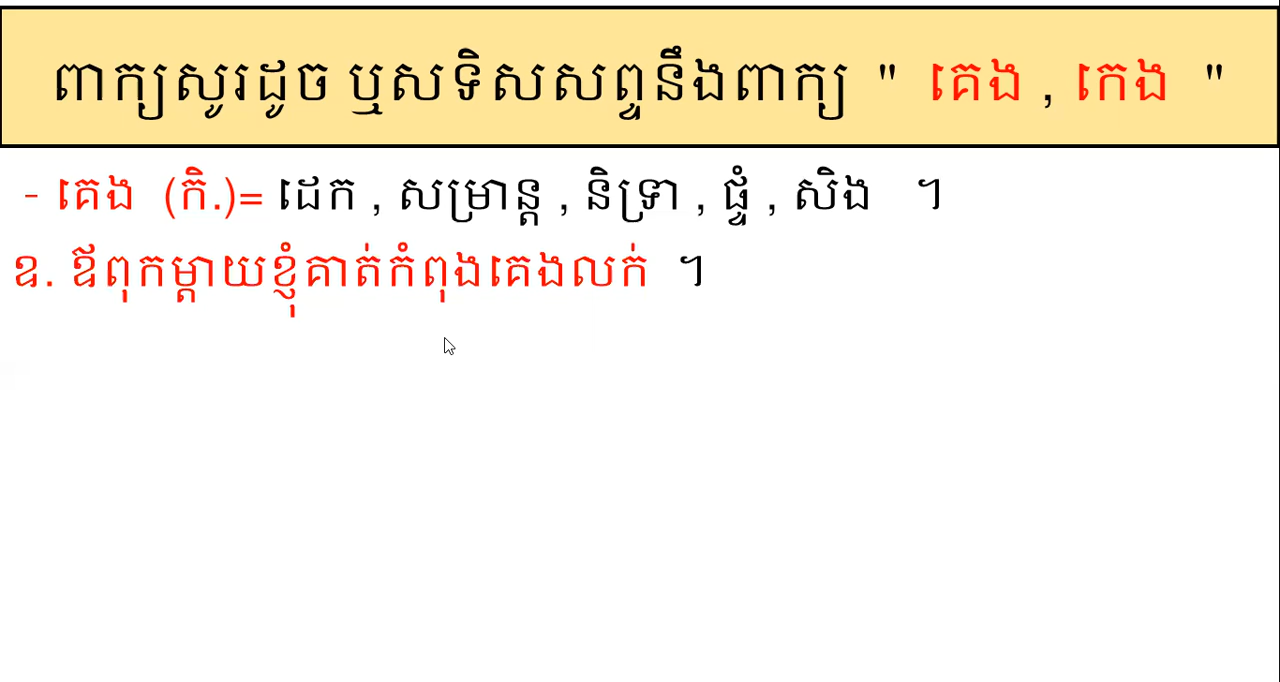 ពាក្យសូរដូច ឬសទិសសព្ទនឹងពាក្យ " គេង , កេង "
- គេង (កិ.)= ដេក , សម្រាន្ត , និទ្រា , ផ្ទំ , សិង ។
ឧ. ឪពុកម្ដាយខ្ញុំគាត់កំពុងគេងលក់ ។